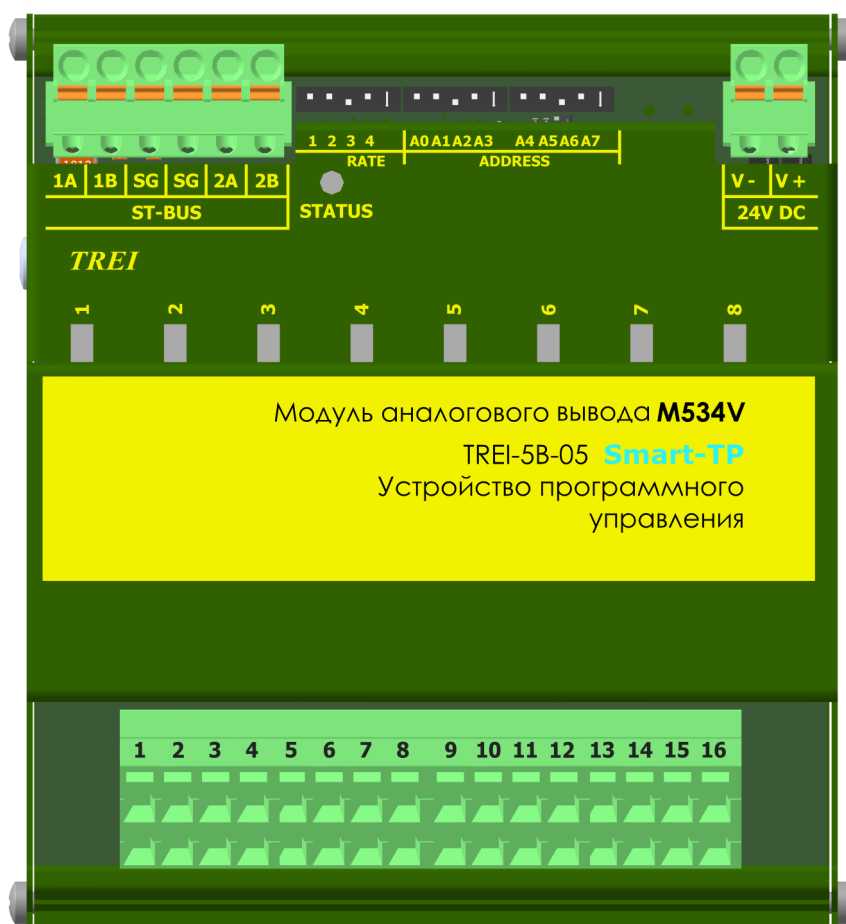 1 2 3 4 A0 A1 A2 A3 A4 A5 A6 A7
RATE ADDRESS
1A 1B SG SG 2A 2B V - V +
ST-BUS STATUS 24V DC
TREI
1 2 3 4 5 6 7 8
Модуль аналогового вывода M534V
TREI-5B-05 Smart-TP
Устройство программного
управления
1 2 3 4 5 6 7 8 9 10 11 12 13 14 15 16